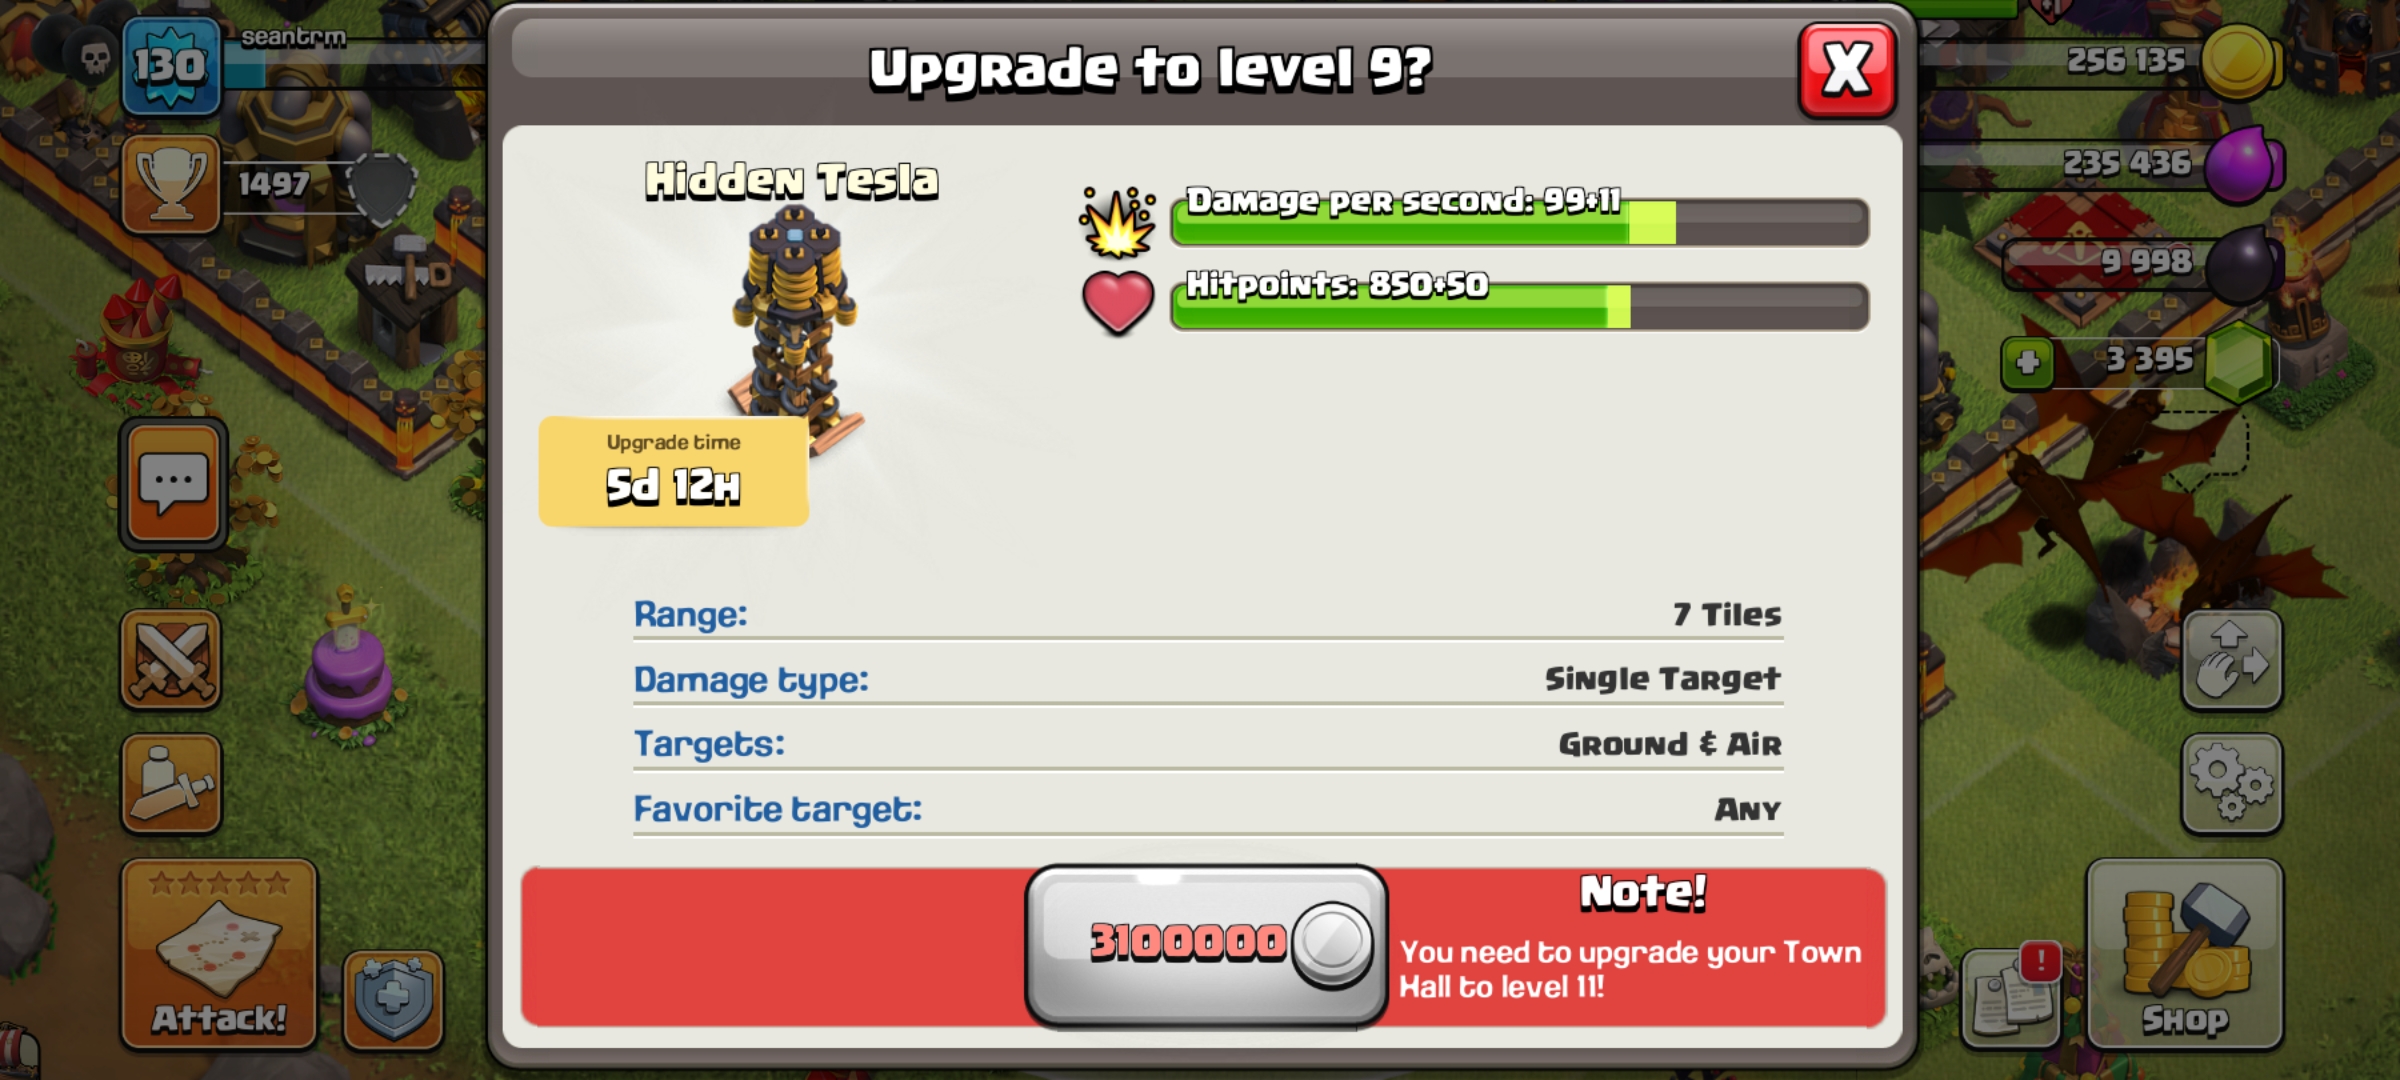 Upgrade to level 9?
X
130
seantrm
1497
256 135
235 436
9 998
3 395
Hidden Tesla
Damage per second: 99+11
Hitpoints: 850+50
Upgrade time
5d 12H
Range: 7 Tiles
Damage type: Single Target
Targets: Ground & Air
Favorite target: Any
3100000
Note!
You need to upgrade your Town
Hall to level 11!
Attack!
!
Shop